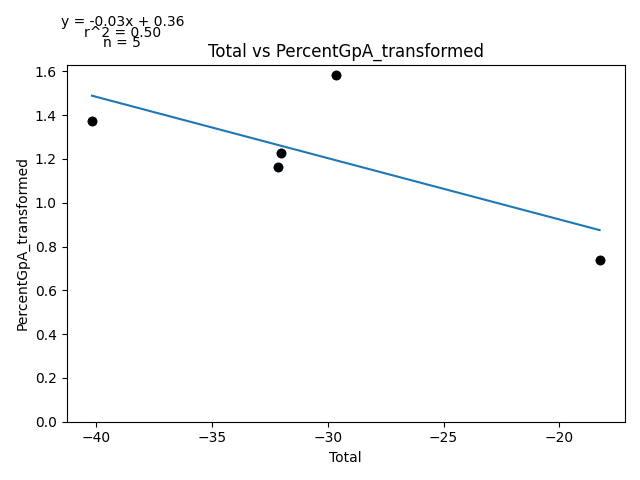 y = -0.03x + 0.36
r^2 = 0.50
n = 5
Total vs PercentGpA_transformed
PercentGpA_transformed
1.6
1.4
1.2
1.0
0.8
0.6
0.4
0.2
0.0
−40 −35 −30 −25 −20
Total